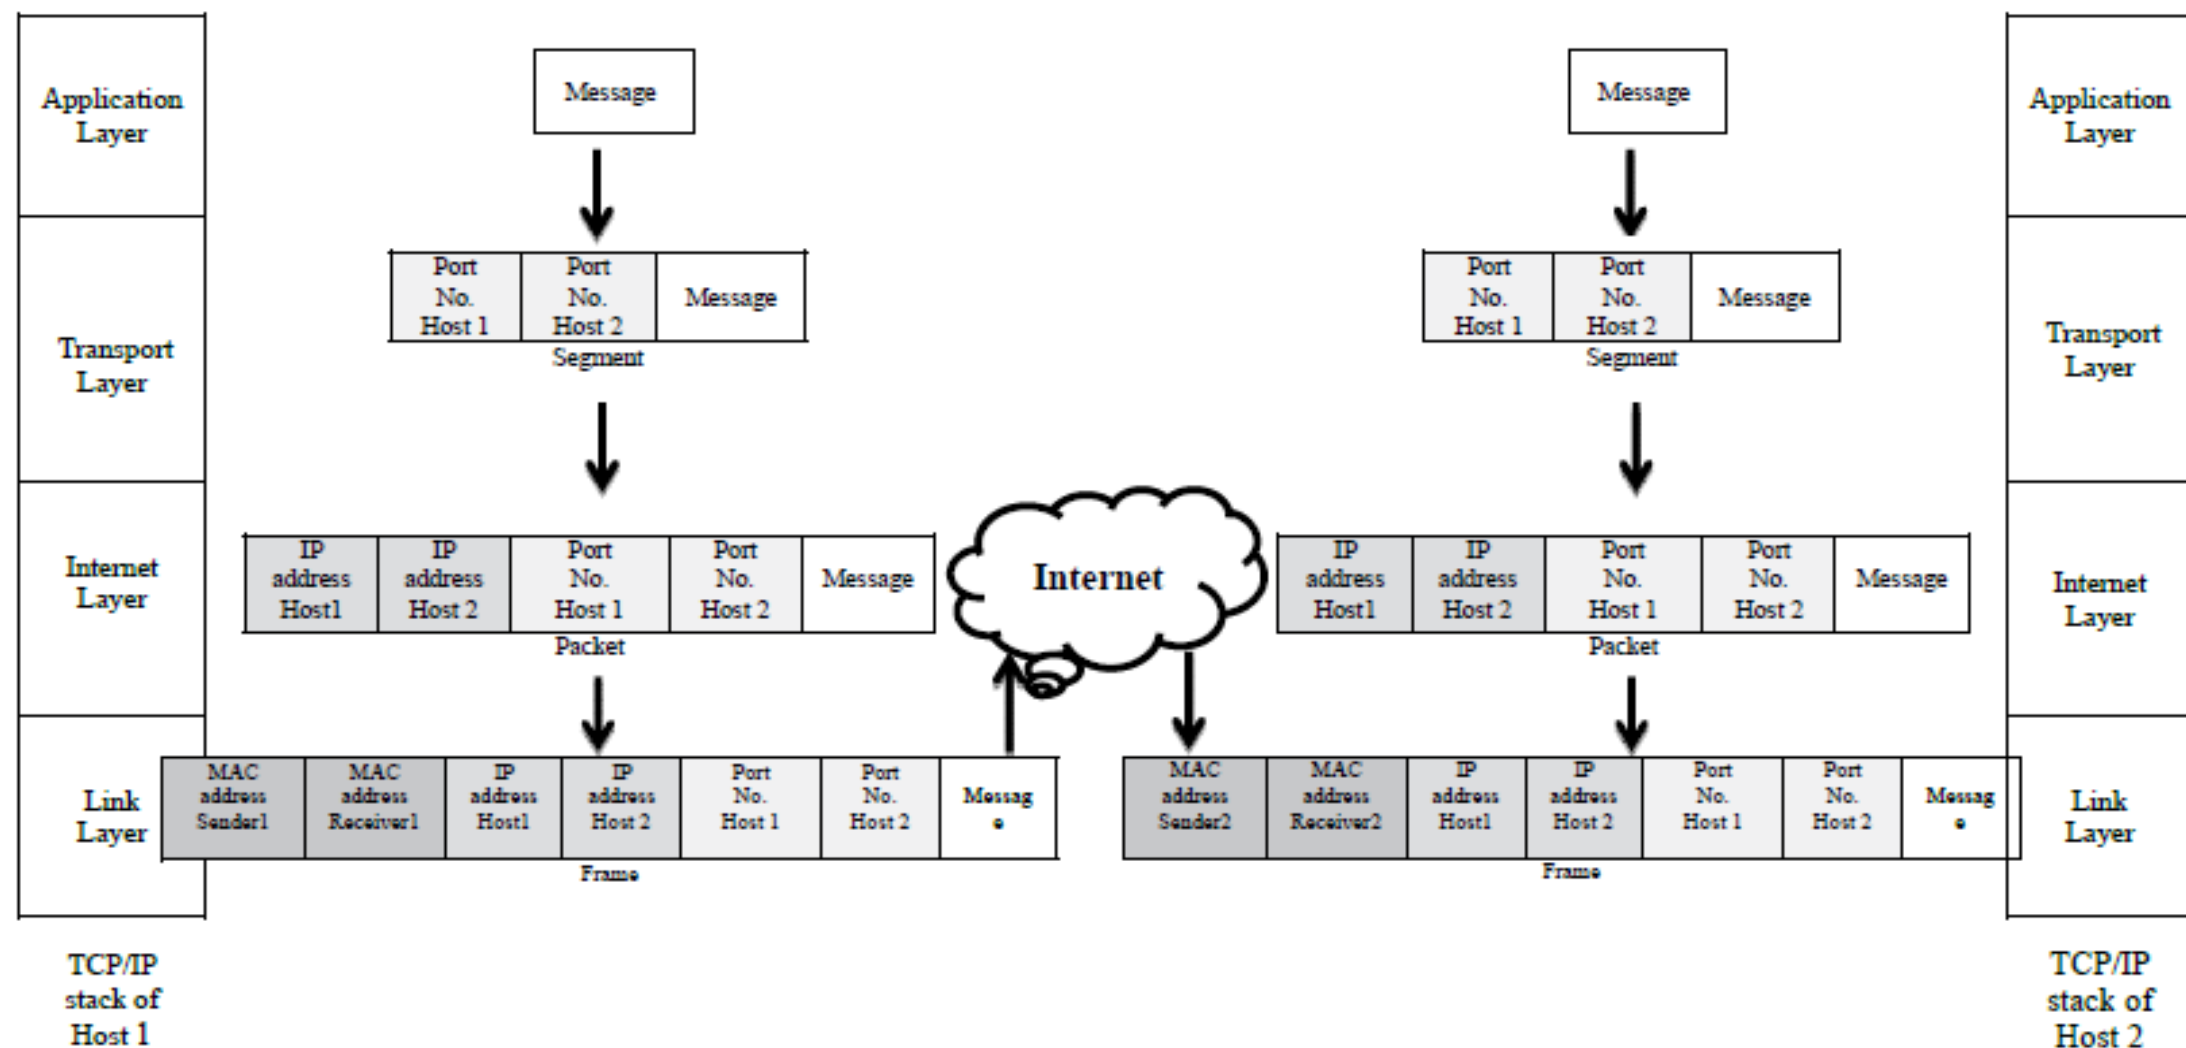 Application
Layer
Message
Message
Application
Layer
Port
No.
Host 1
Port
No.
Host 2
Message
Segment
Port
No.
Host 1
Port
No.
Host 2
Message
Segment
Transport
Layer
Transport
Layer
Internet
Layer
IP
address
Host1
IP
address
Host 2
Port
No.
Host 1
Port
No.
Host 2
Message
Packet
Internet
IP
address
Host1
IP
address
Host 2
Port
No.
Host 1
Port
No.
Host 2
Message
Packet
Internet
Layer
Link
Layer
MAC
address
Sender1
MAC
address
Receiver1
IP
address
Host1
IP
address
Host 2
Port
No.
Host 1
Port
No.
Host 2
Messag
e
Frame
MAC
address
Sender2
MAC
address
Receiver2
IP
address
Host1
IP
address
Host 2
Port
No.
Host 1
Port
No.
Host 2
Messag
e
Frame
Link
Layer
TCP/IP
stack of
Host 1
TCP/IP
stack of
Host 2